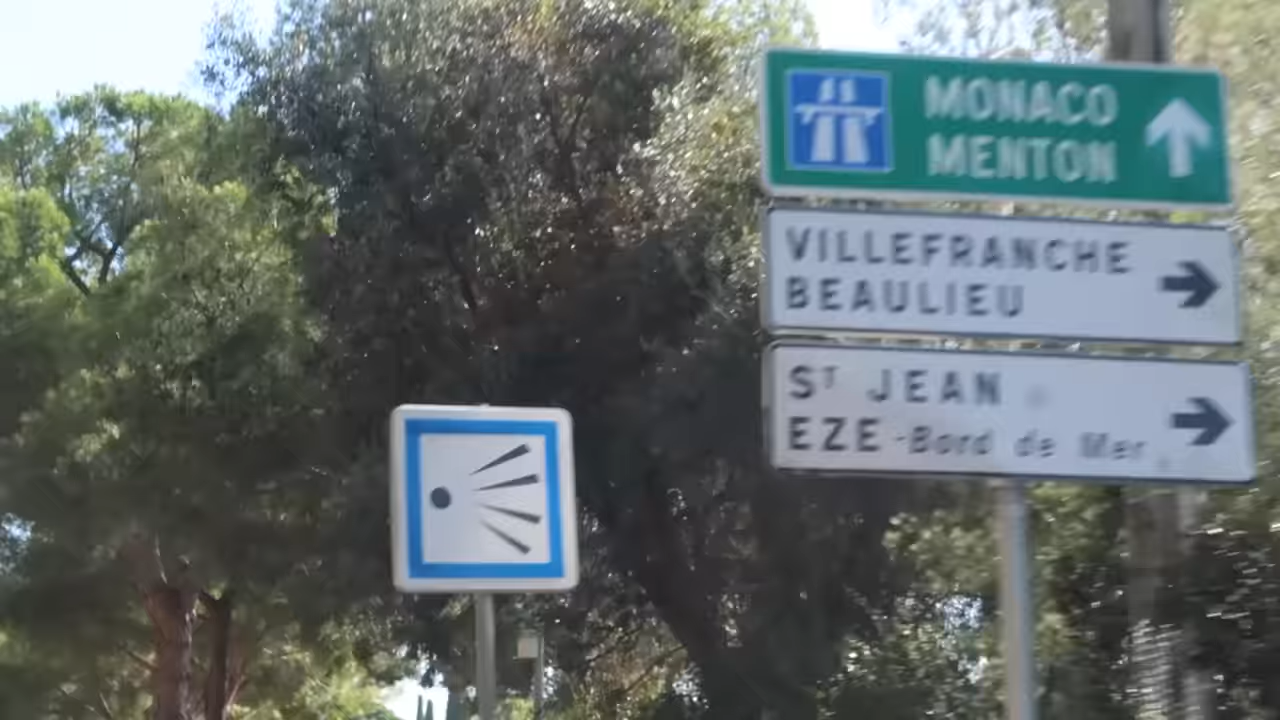 MONACO
MENTON
VILLEFRANCHE
BEAULIEU
ST JEAN
EZE-Bord de Mer